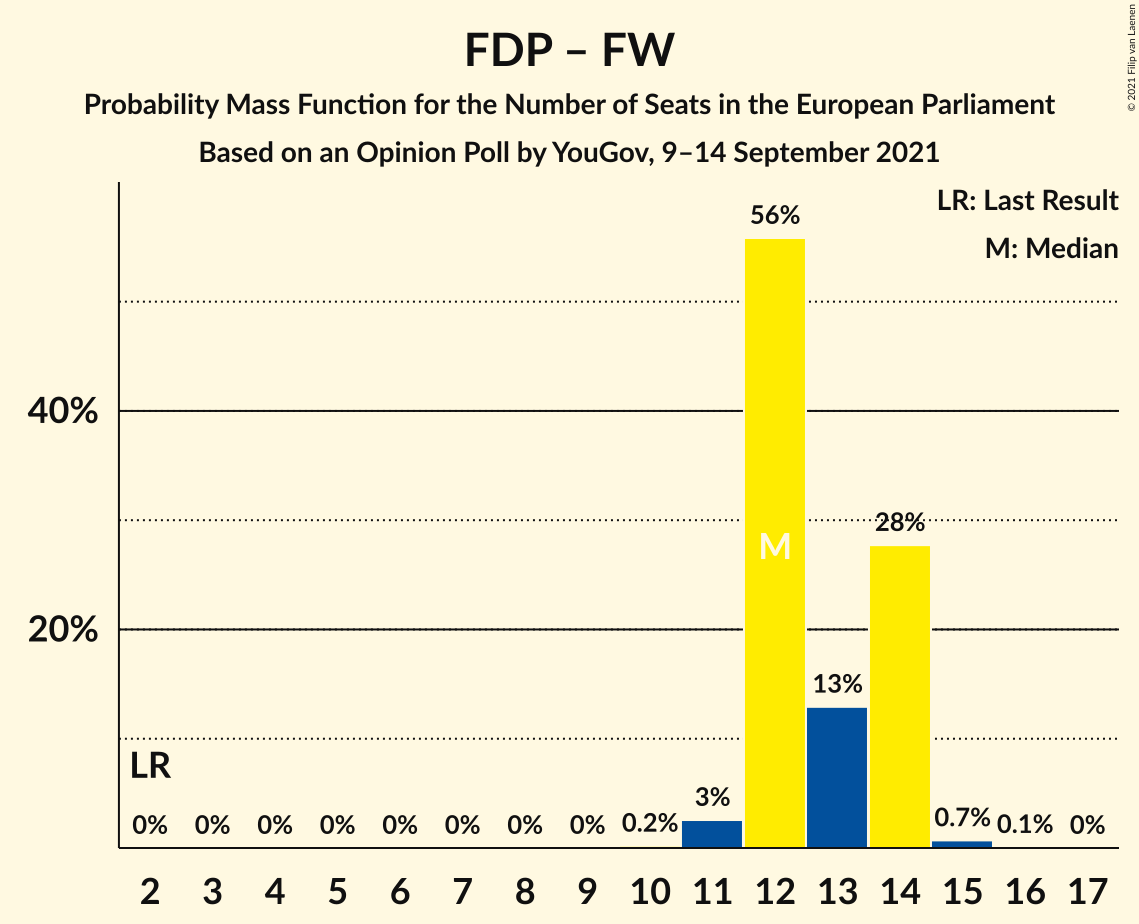 FDP – FW
Probability Mass Function for the Number of Seats in the European Parliament
Based on an Opinion Poll by YouGov, 9–14 September 2021
© 2021 Filip van Laenen
LR: Last Result
M: Median
56%
40%
28%
M
20%
13%
LR
3%
0% 0% 0% 0% 0% 0% 0% 0% 0.2% 0.7% 0.1% 0%
2 3 4 5 6 7 8 9 10 11 12 13 14 15 16 17